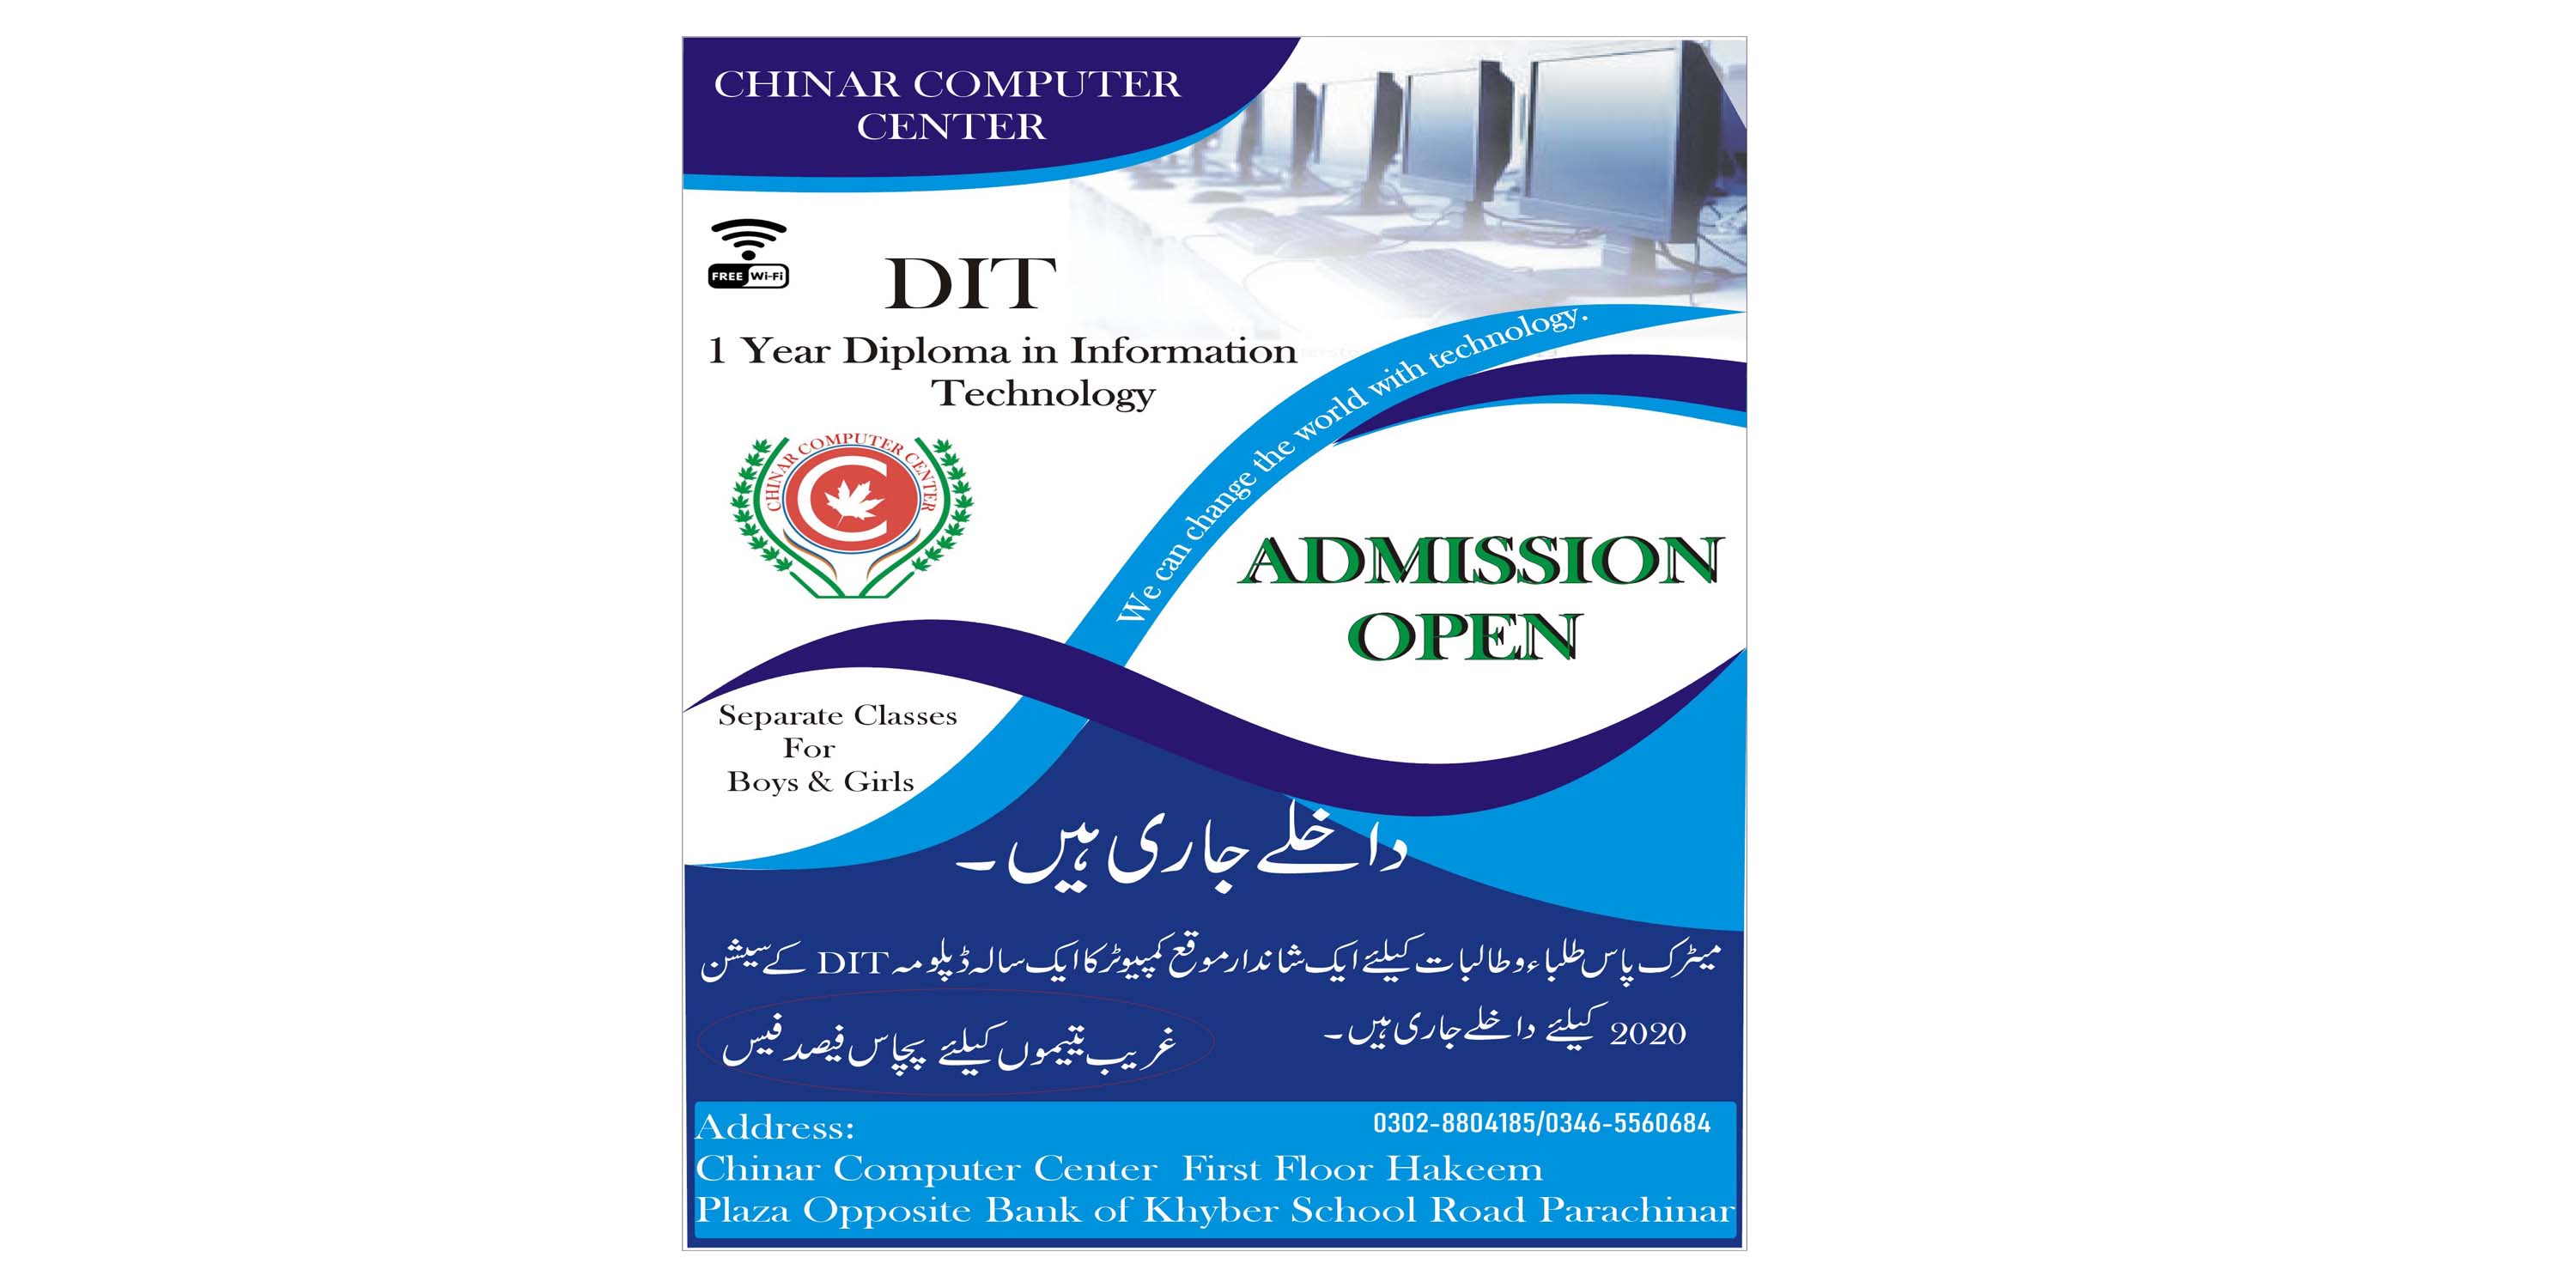 CHINAR COMPUTER
CENTER
FREE Wi-Fi
DIT
1 Year Diploma in Information
Technology
We can change the world with technology.
CHINAR COMPUTER CENTER
C
ADMISSION
OPEN
Separate Classes
For
Boys & Girls
داخلے جاری ہیں۔
میٹرک پاس طلباء و طالبات کیلئے ایک شاندار موقع کمپیوٹر کا ایک سالہ ڈپلومہ DIT کے سیشن
2020 کیلئے داخلے جاری ہیں۔
غریب یتیموں کیلئے پچاس فیصد فیس
Address:
0302-8804185/0346-5560684
Chinar Computer Center First Floor Hakeem
Plaza Opposite Bank of Khyber School Road Parachinar